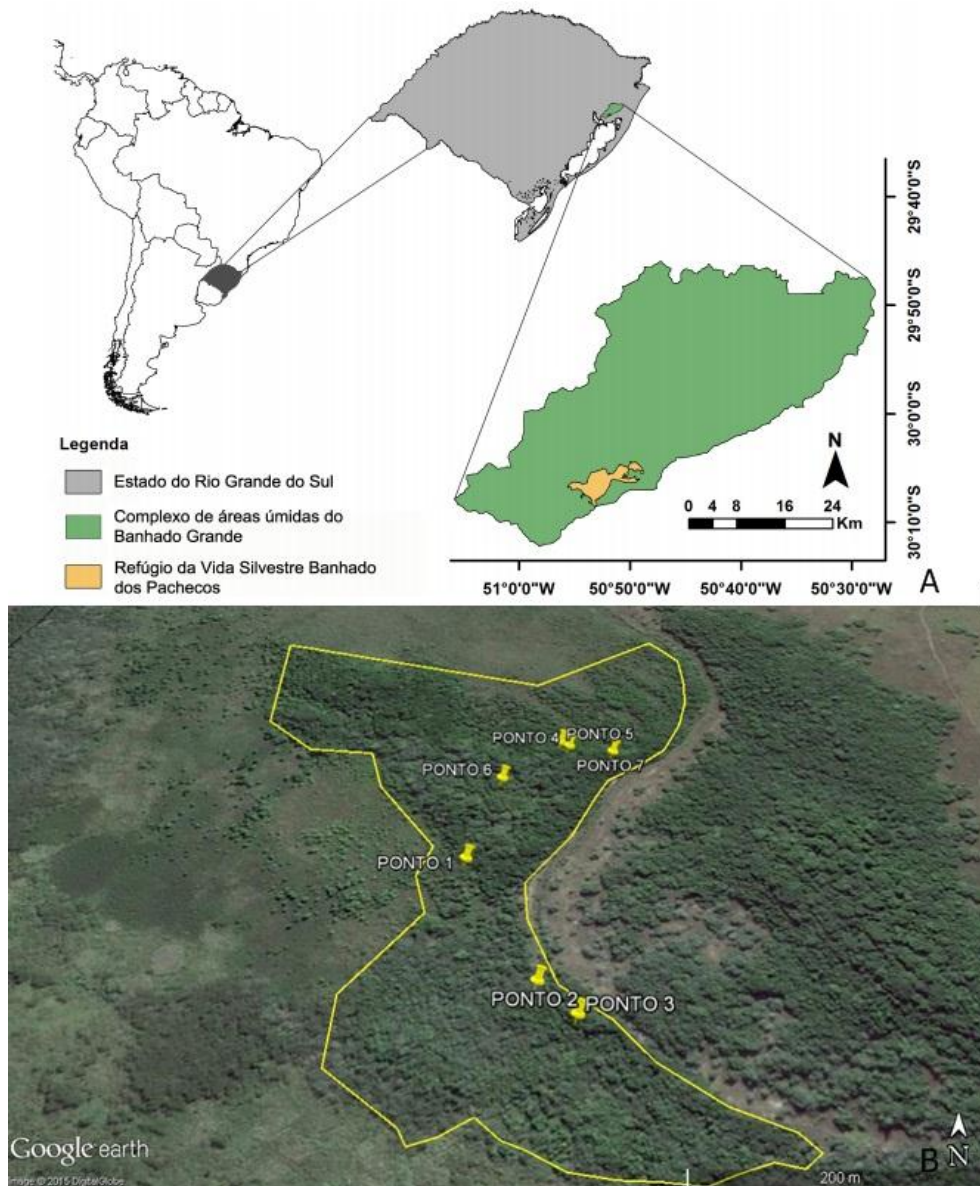 29°40'0"S
29°50'0"S
30°0'0"S
30°10'0"S
Legenda
Estado do Rio Grande do Sul
Complexo de áreas úmidas do
Banhado Grande
Refúgio da Vida Silvestre Banhado
dos Pachecos
N
0 4 8 16 24
Km
51°0'0"W 50°50'0"W 50°40'0"W 50°30'0"W
A
PONTO 4 PONTO 5
PONTO 6 PONTO 7
PONTO 1
PONTO 2 PONTO 3
Google earth
Image © 2015 DigitalGlobe
200 m
B
N